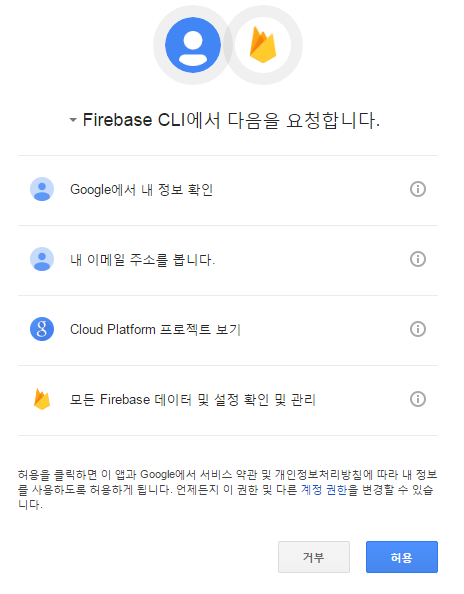 Firebase CLI에서 다음을 요청합니다.
Google에서 내 정보 확인
내 이메일 주소를 봅니다.
Cloud Platform 프로젝트 보기
모든 Firebase 데이터 및 설정 확인 및 관리
허용을 클릭하면 이 앱과 Google에서 서비스 약관 및 개인정보처리방침에 따라 내 정보
를 사용하도록 허용하게 됩니다. 언제든지 이 권한 및 다른 계정 권한을 변경할 수 있습
니다.
거부
허용